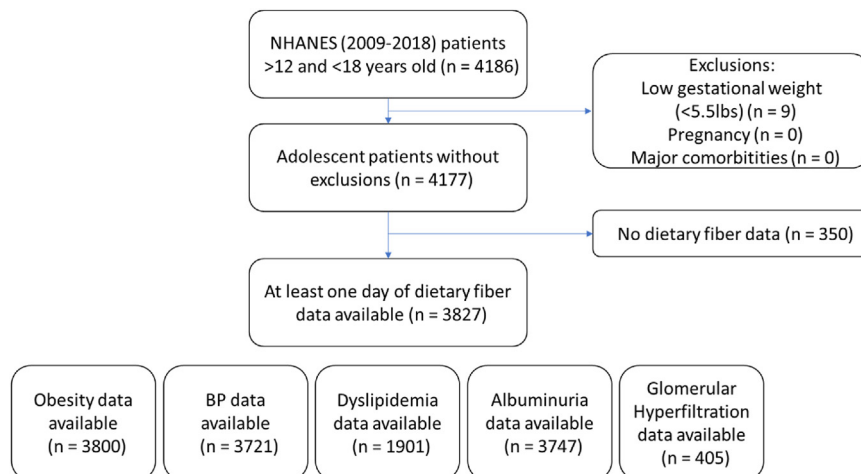 NHANES (2009-2018) patients
>12 and <18 years old (n = 4186)
Exclusions:
Low gestational weight
(<5.5lbs) (n = 9)
Pregnancy (n = 0)
Major comorbitities (n = 0)
Adolescent patients without
exclusions (n = 4177)
No dietary fiber data (n = 350)
At least one day of dietary fiber
data available (n = 3827)
Obesity data
available
(n = 3800)
BP data
available
(n = 3721)
Dyslipidemia
data available
(n = 1901)
Albuminuria
data available
(n = 3747)
Glomerular
Hyperfiltration
data available
(n = 405)